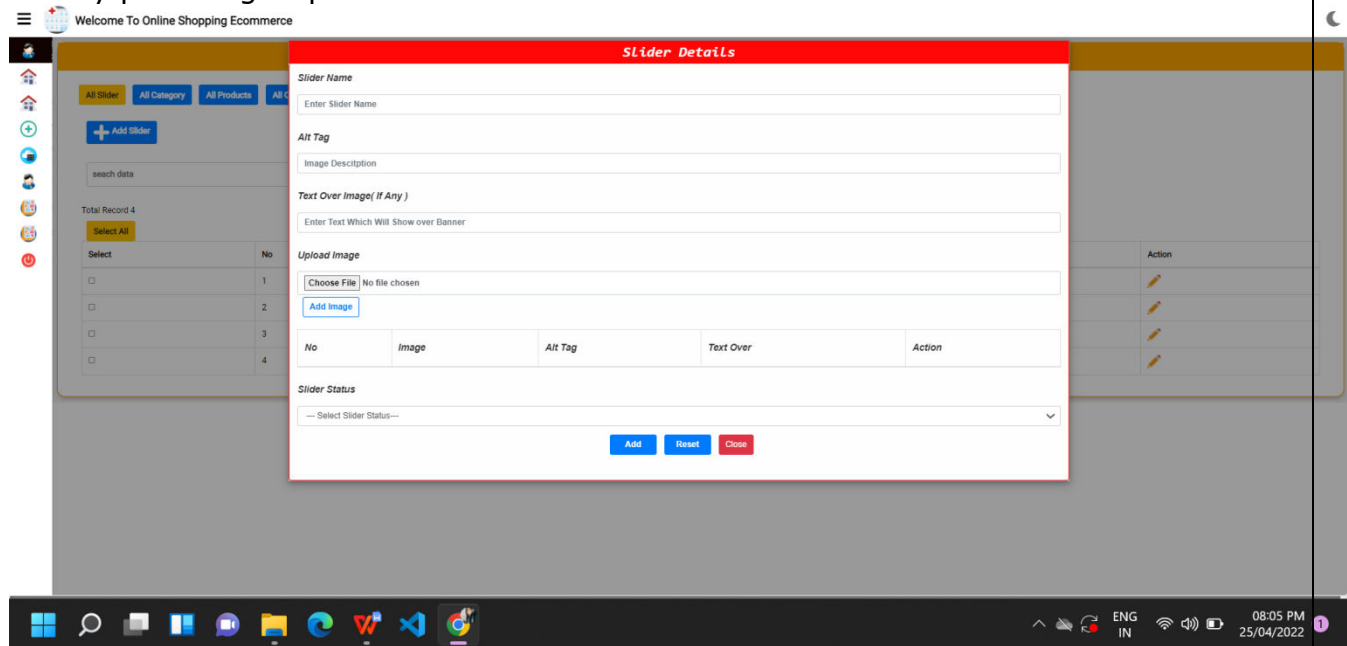 Welcome To Online Shopping Ecommerce
Slider Details
Slider Name
Enter Slider Name
All Slider All Category All Products All
Add Slider
Alt Tag
Image Descitption
seach data
Text Over Image( If Any )
Enter Text Which Will Show over Banner
Total Record 4
Select All
Select No Action
Upload Image
Choose File No file chosen
Add Image
1
2
3
4
No Image Alt Tag Text Over Action
Slider Status
--- Select Slider Status---
Add Reset Close
ENG
IN
08:05 PM
25/04/2022
1